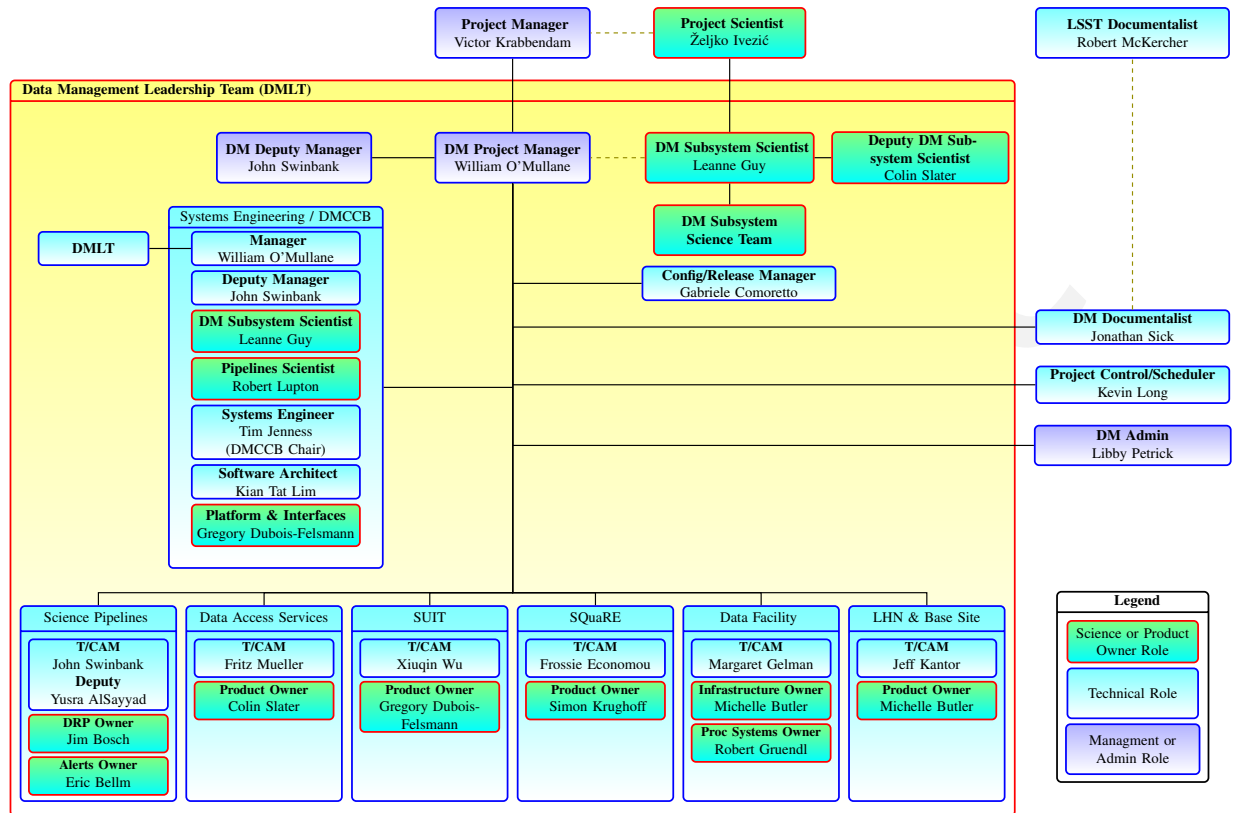 Project Manager
Victor Krabbendam
Project Scientist
Željko Ivezić
LSST Documentalist
Robert McKercher
Data Management Leadership Team (DMLT)
DM Deputy Manager
John Swinbank
DM Project Manager
William O'Mullane
DM Subsystem Scientist
Leanne Guy
Deputy DM Sub-
system Scientist
Colin Slater
DM Subsystem
Science Team
DMLT
Systems Engineering / DMCCB
Manager
William O'Mullane
Deputy Manager
John Swinbank
DM Subsystem Scientist
Leanne Guy
Pipelines Scientist
Robert Lupton
Systems Engineer
Tim Jenness
(DMCCB Chair)
Software Architect
Kian Tat Lim
Platform & Interfaces
Gregory Dubois-Felsmann
Config/Release Manager
Gabriele Comoretto
DM Documentalist
Jonathan Sick
Project Control/Scheduler
Kevin Long
DM Admin
Libby Petrick
Science Pipelines
T/CAM
John Swinbank
Deputy
Yusra AlSayyad
DRP Owner
Jim Bosch
Alerts Owner
Eric Bellm
Data Access Services
T/CAM
Fritz Mueller
Product Owner
Colin Slater
SUIT
T/CAM
Xiuqin Wu
Product Owner
Gregory Dubois-
Felsmann
SQuaRE
T/CAM
Frossie Economou
Product Owner
Simon Krughoff
Data Facility
T/CAM
Margaret Gelman
Infrastructure Owner
Michelle Butler
Proc Systems Owner
Robert Gruendl
LHN & Base Site
T/CAM
Jeff Kantor
Product Owner
Michelle Butler
Legend
Science or Product
Owner Role
Technical Role
Managment or
Admin Role